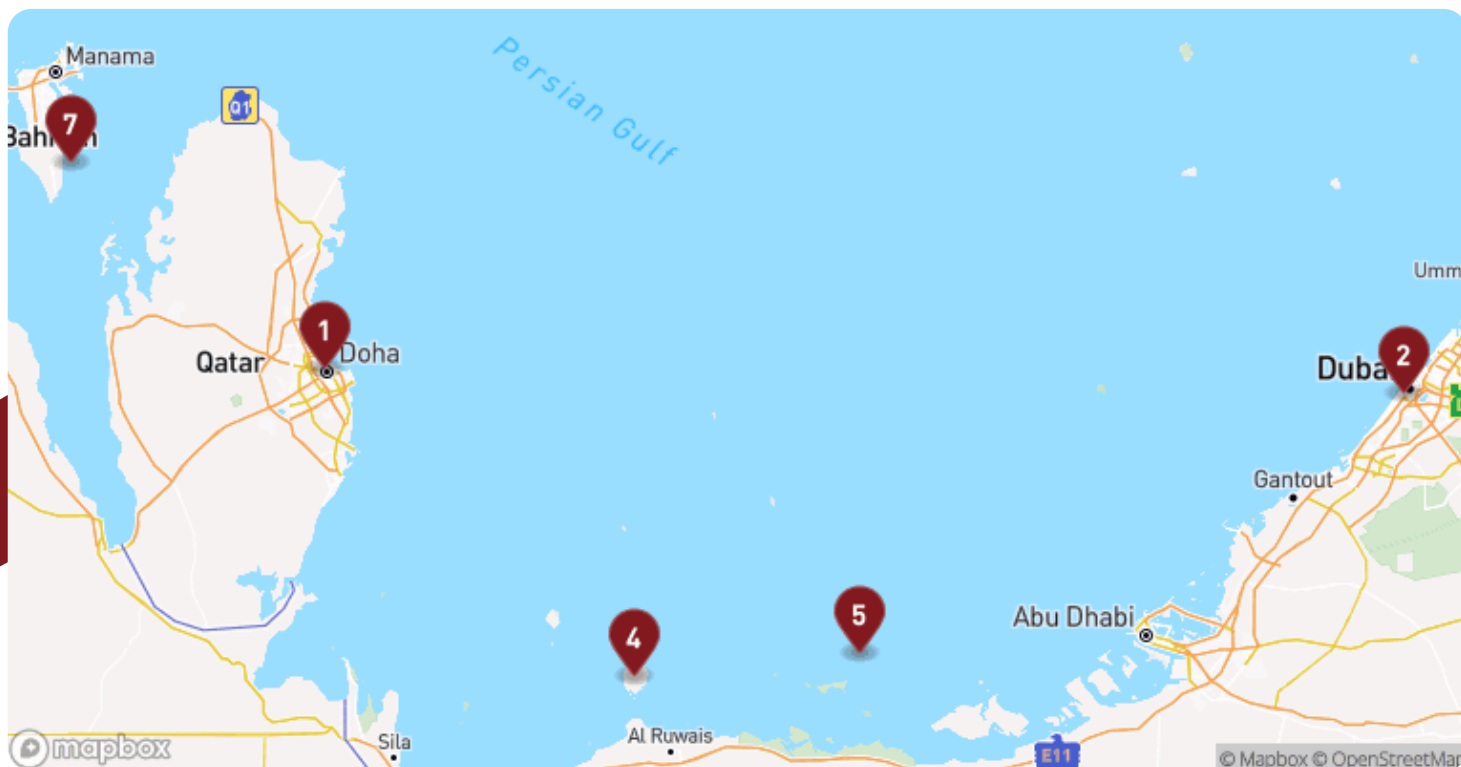 Manama
Q1
Persian Gulf
7
Bahrain
Umm
1
Doha
Qatar
2
Duba
Gantout
5
4
Abu Dhabi
Al Ruwais
Sila
E11
mapbox
© Mapbox © OpenStreetMap